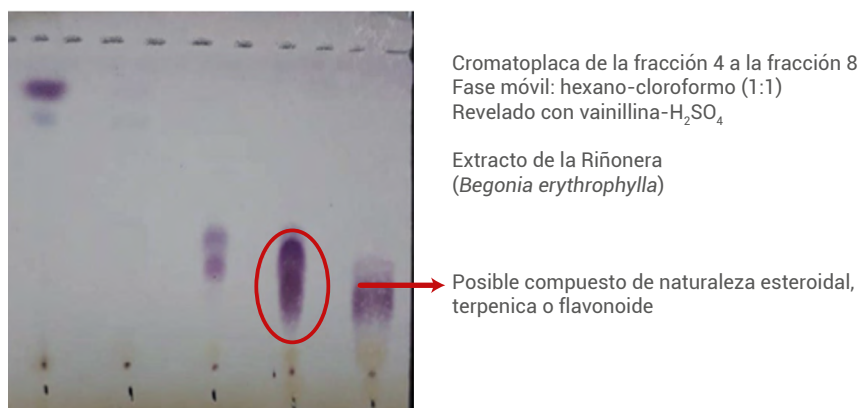 Cromatoplaca de la fracción 4 a la fracción 8
Fase móvil: hexano-cloroformo (1:1)
Revelado con vainillina-H₂SO₄
Extracto de la Riñonera
(Begonia erythrophylla)
Posible compuesto de naturaleza esteroidal,
terpenica o flavonoide